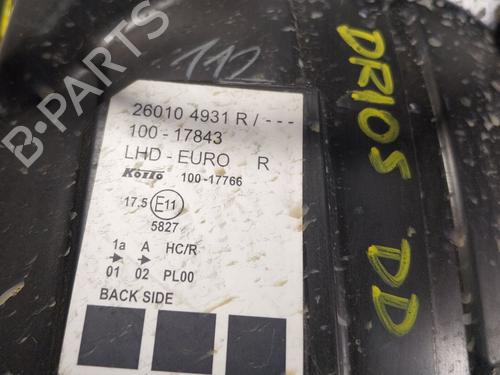 B-PARTS
112
26010 4931 R / ---
100 - 17843
LHD - EURO R
Koito 100-17766
17.5 E11
5827
1a A HC/R
01 02 PL00
BACK SIDE
DRIOS DD